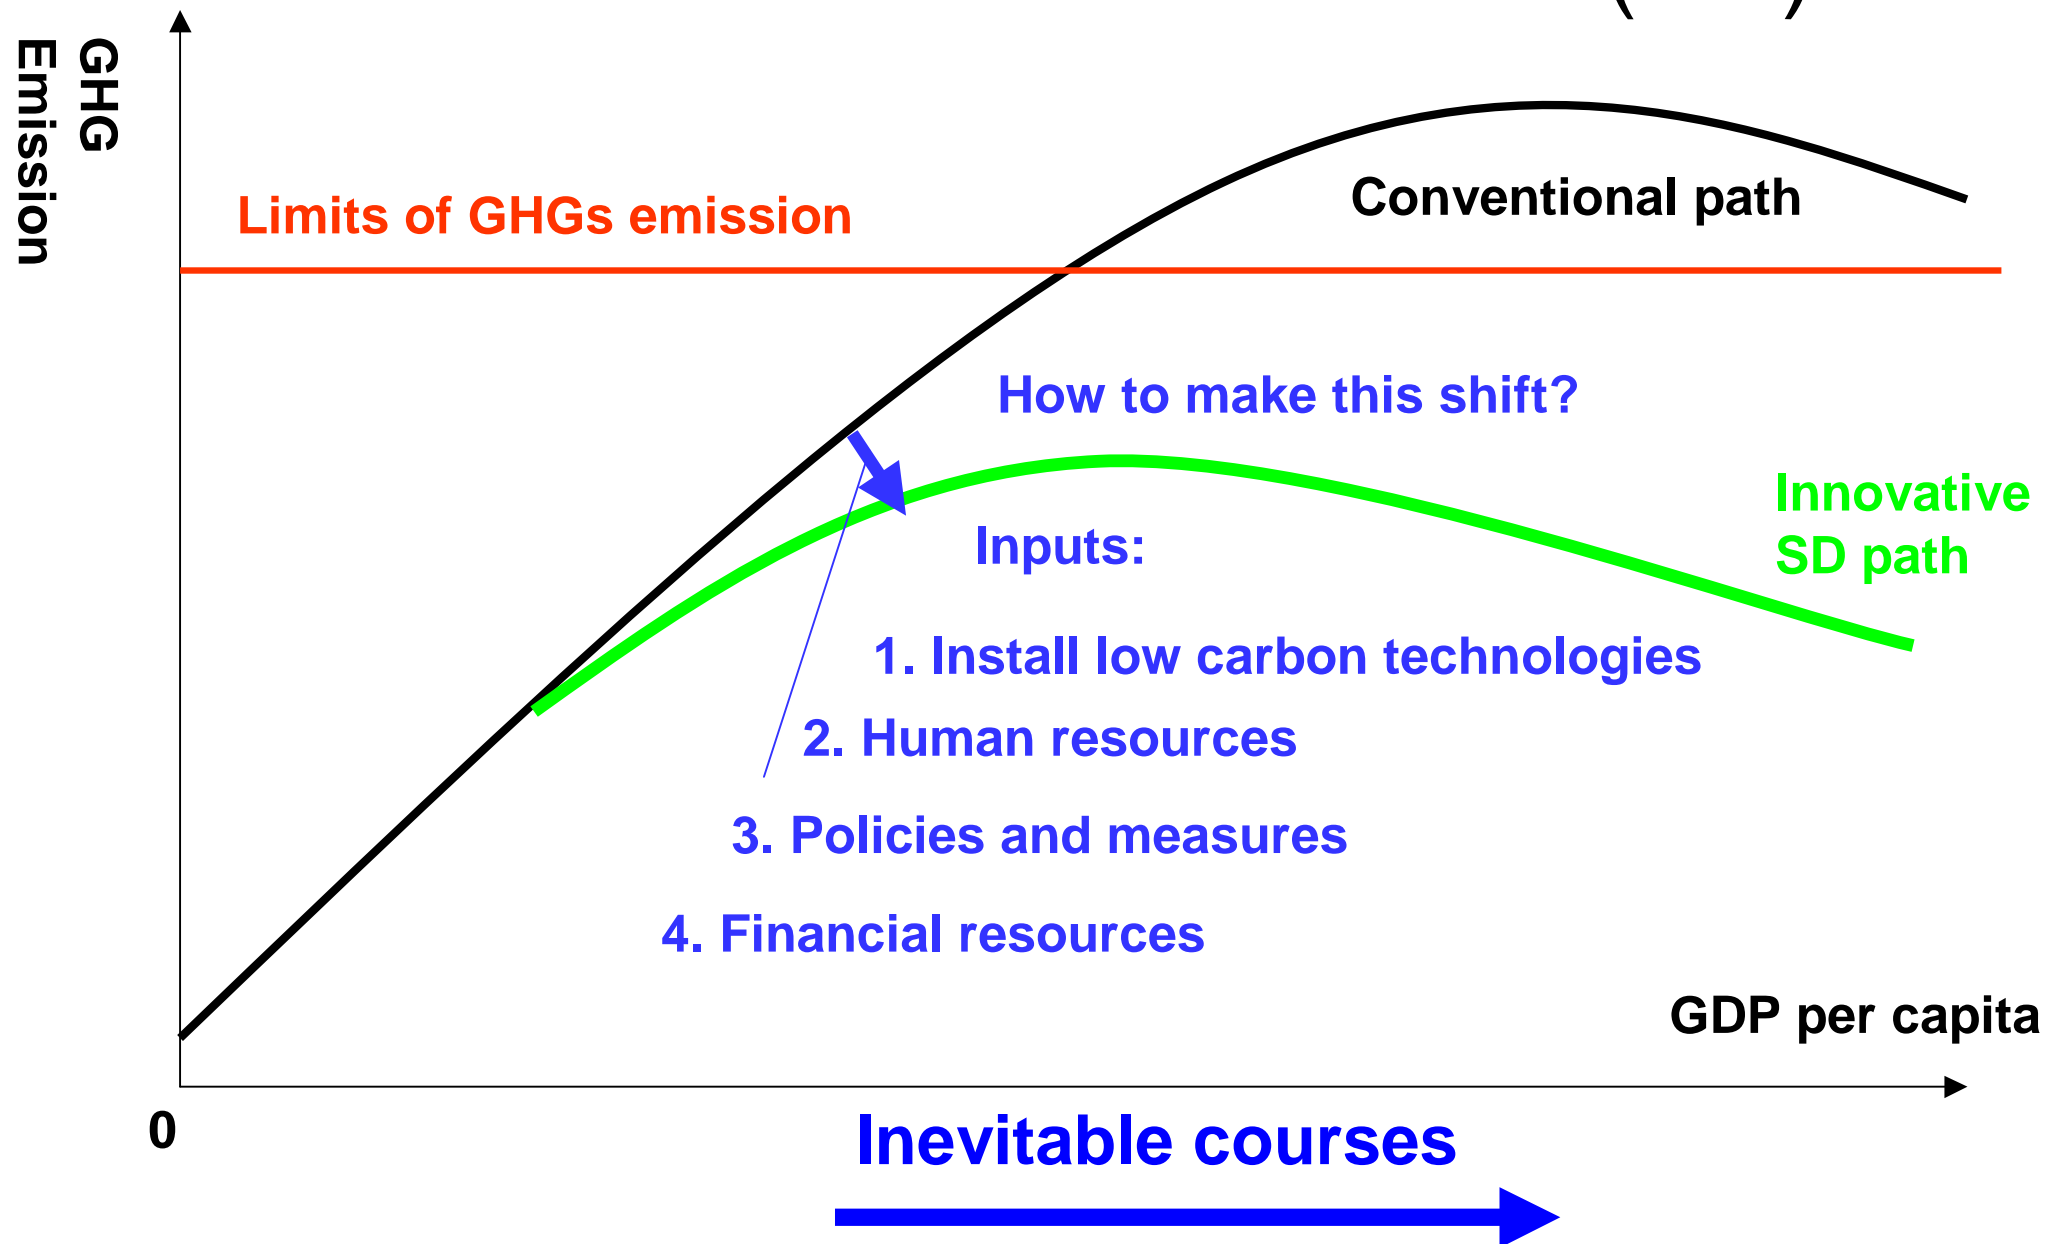 GHG
Emission
Limits of GHGs emission
Conventional path
How to make this shift?
Innovative
SD path
Inputs:
1. Install low carbon technologies
2. Human resources
3. Policies and measures
4. Financial resources
GDP per capita
0
Inevitable courses